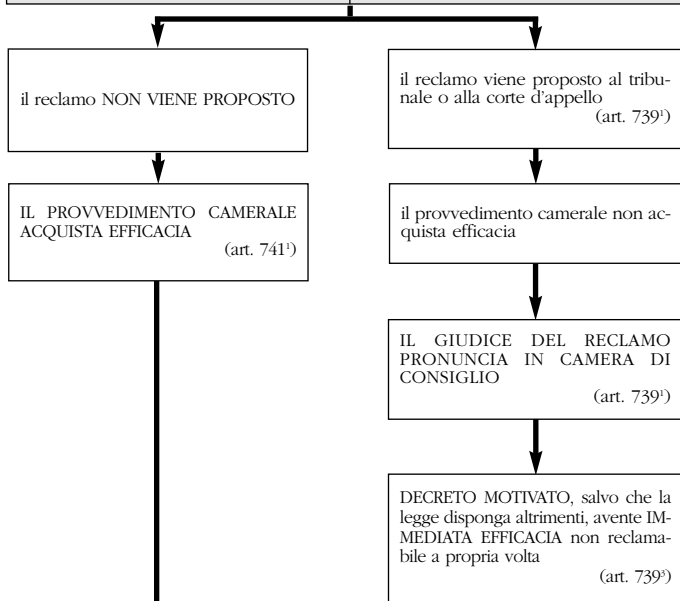 il reclamo NON VIENE PROPOSTO
IL PROVVEDIMENTO CAMERALE
ACQUISTA EFFICACIA
(art. 741¹)
il reclamo viene proposto al tribu-
nale o alla corte d'appello
(art. 739¹)
il provvedimento camerale non ac-
quista efficacia
IL GIUDICE DEL RECLAMO
PRONUNCIA IN CAMERA DI
CONSIGLIO
(art. 739¹)
DECRETO MOTIVATO, salvo che la
legge disponga altrimenti, avente IM-
MEDIATA EFFICACIA non reclama-
bile a propria volta
(art. 739³)